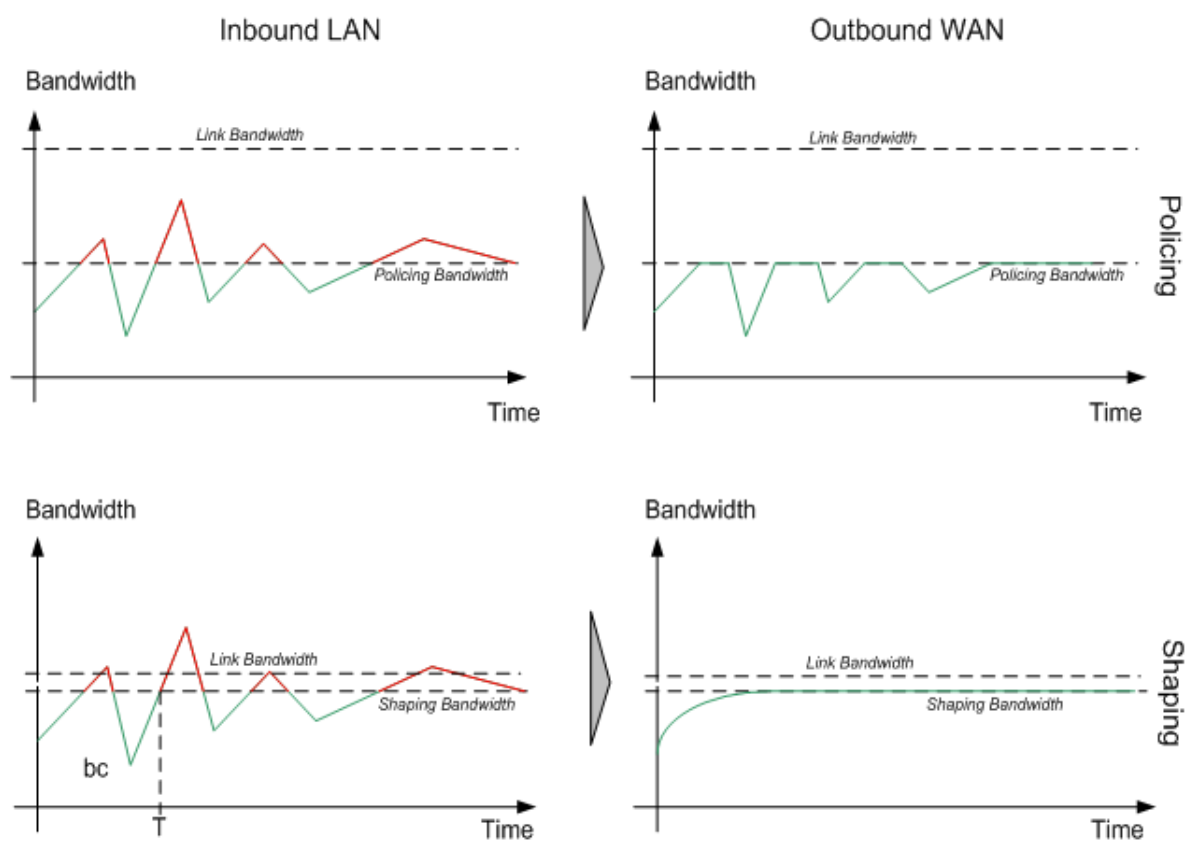 Inbound LAN
Outbound WAN
Bandwidth
Bandwidth
Link Bandwidth
Link Bandwidth
Policing Bandwidth
Policing Bandwidth
Policing
Time
Time
Bandwidth
Bandwidth
Link Bandwidth
Link Bandwidth
Shaping Bandwidth
Shaping Bandwidth
Shaping
bc
T
Time
Time